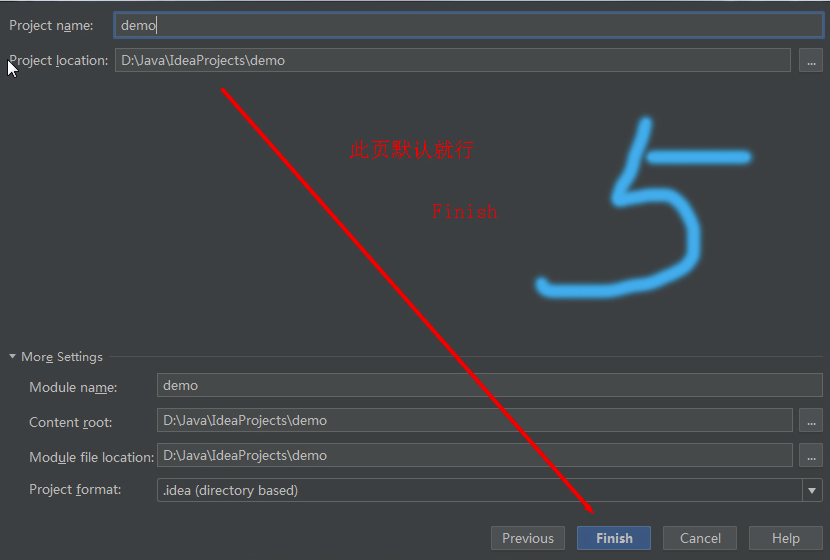 Project name: demo
Project location: D:\Java\IdeaProjects\demo ...
此页默认就行
Finish
5
More Settings
Module name: demo
Content root: D:\Java\IdeaProjects\demo ...
Module file location: D:\Java\IdeaProjects\demo ...
Project format: .idea (directory based)
Previous Finish Cancel Help